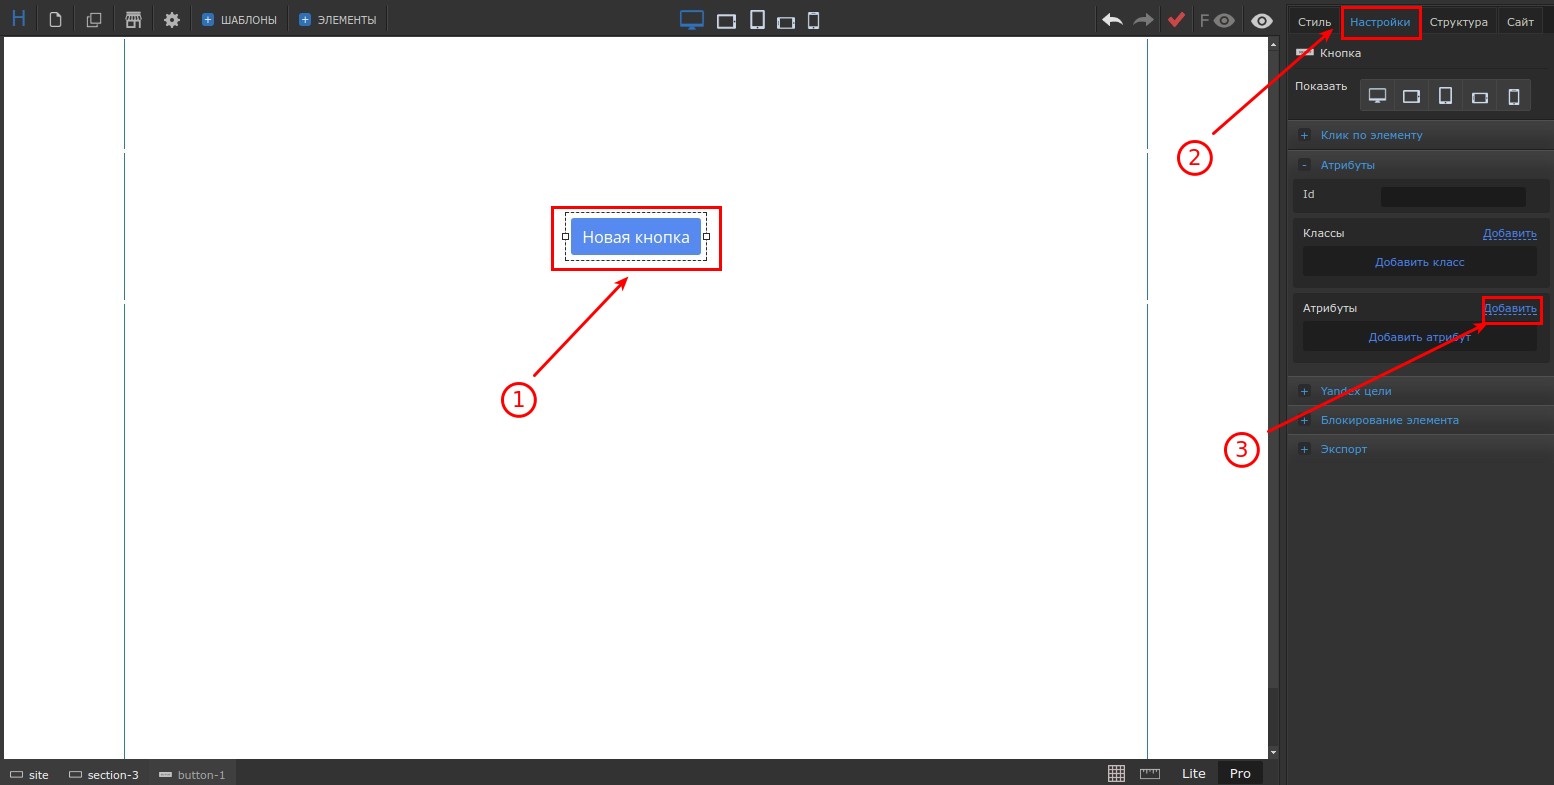 H
ШАБЛОНЫ
ЭЛЕМЕНТЫ
F
Стиль Настройки Структура Сайт
Кнопка
Показать
Клик по элементу
Атрибуты
Id
Классы Добавить
Добавить класс
Атрибуты Добавить
Добавить атрибут
Yandex цели
Блокирование элемента
Экспорт
2
Новая кнопка
1
3
site section-3 button-1
Lite Pro